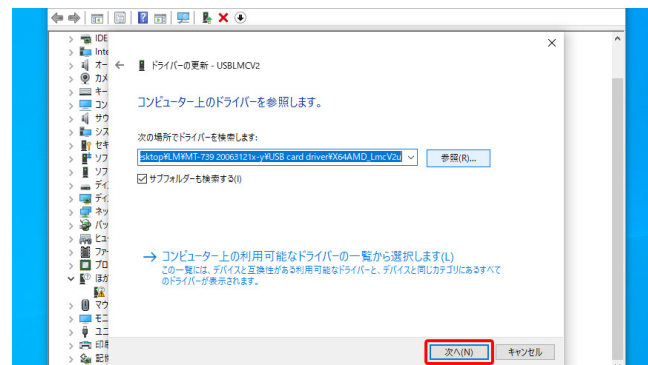 IDE
Inte
オー
カメ
キー
コン
サウ
シス
セキ
ソフ
ソフ
ディ
ディ
ネッ
バッ
ヒュ
ファ
プロ
ほか
マウ
モニ
ユニ
印刷
記憶
ドライバーの更新 - USBLMCV2
コンピューター上のドライバーを参照します。
次の場所でドライバーを検索します:
sktop¥LM¥MT-739 20063121x-y¥USB card driver¥X64AMD_LmcV2u
参照(R)...
サブフォルダーも検索する(I)
コンピューター上の利用可能なドライバーの一覧から選択します(L)
この一覧には、デバイスと互換性がある利用可能なドライバーと、デバイスと同じカテゴリにあるすべて
のドライバーが表示されます。
次へ(N)
キャンセル